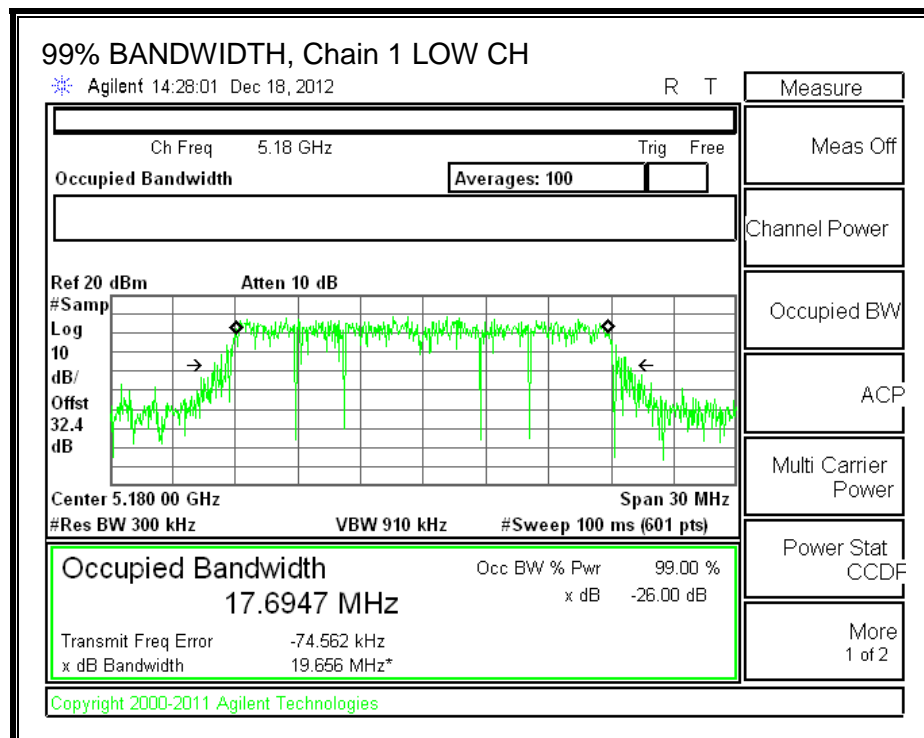 99% BANDWIDTH, Chain 1 LOW CH
Agilent 14:28:01 Dec 18, 2012
R T
Ch Freq 5.18 GHz
Trig Free
Occupied Bandwidth
Averages: 100
Ref 20 dBm
Atten 10 dB
#Samp
Log
10
dB/
Offst
32.4
dB
Center 5.180 00 GHz
Span 30 MHz
#Res BW 300 kHz
VBW 910 kHz
#Sweep 100 ms (601 pts)
Occupied Bandwidth
17.6947 MHz
Occ BW % Pwr 99.00 %
x dB -26.00 dB
Transmit Freq Error -74.562 kHz
x dB Bandwidth 19.656 MHz*
Copyright 2000-2011 Agilent Technologies
Measure
Meas Off
Channel Power
Occupied BW
ACP
Multi Carrier
Power
Power Stat
CCDF
More
1 of 2